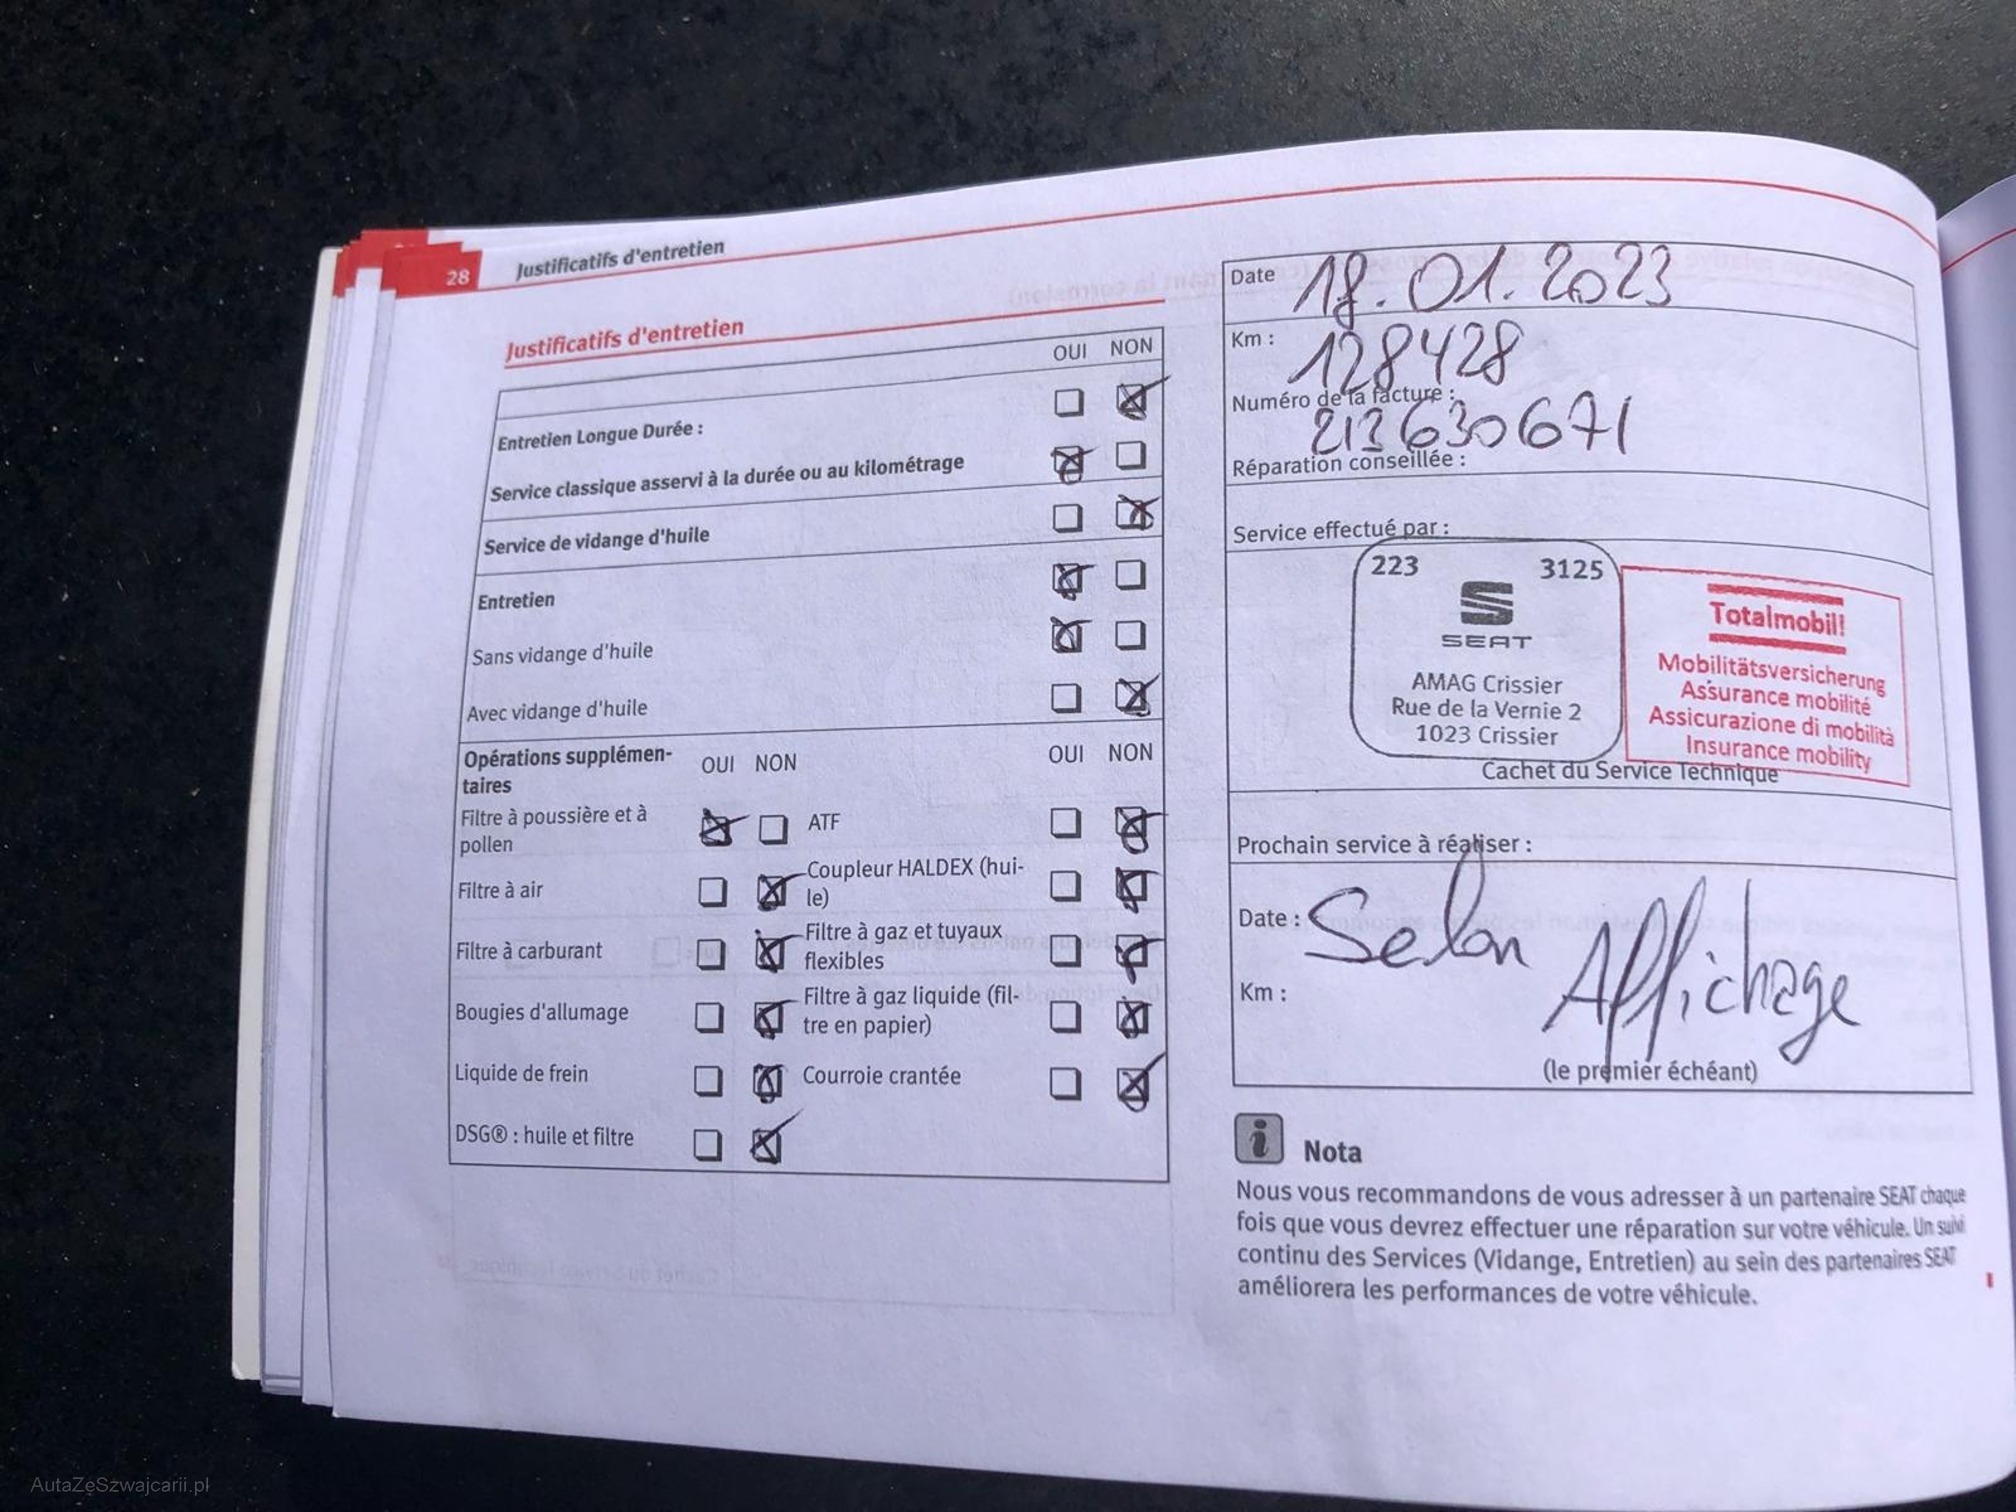 28 Justificatifs d'entretien
Justificatifs d'entretien
OUI NON
Entretien Longue Durée :
Service classique asservi à la durée ou au kilométrage
Service de vidange d'huile
Entretien
Sans vidange d'huile
Avec vidange d'huile
Opérations supplémen-
taires
OUI NON
OUI NON
Filtre à poussière et à
pollen
ATF
Filtre à air
Coupleur HALDEX (hui-
le)
Filtre à carburant
Filtre à gaz et tuyaux
flexibles
Bougies d'allumage
Filtre à gaz liquide (fil-
tre en papier)
Liquide de frein
Courroie crantée
DSG® : huile et filtre
Date 18.01.2023
Km :
128428
Numéro de la facture :
213630671
Réparation conseillée :
Service effectué par :
223 3125
SEAT
AMAG Crissier
Rue de la Vernie 2
1023 Crissier
Totalmobil!
Mobilitätsversicherung
Assurance mobilité
Assicurazione di mobilità
Insurance mobility
Cachet du Service Technique
Prochain service à réaliser :
Date : Selon Affichage
Km :
(le premier échéant)
i Nota
Nous vous recommandons de vous adresser à un partenaire SEAT chaque
fois que vous devrez effectuer une réparation sur votre véhicule. Un suivi
continu des Services (Vidange, Entretien) au sein des partenaires SEAT
améliorera les performances de votre véhicule.
AutaZeSzwajcarii.pl